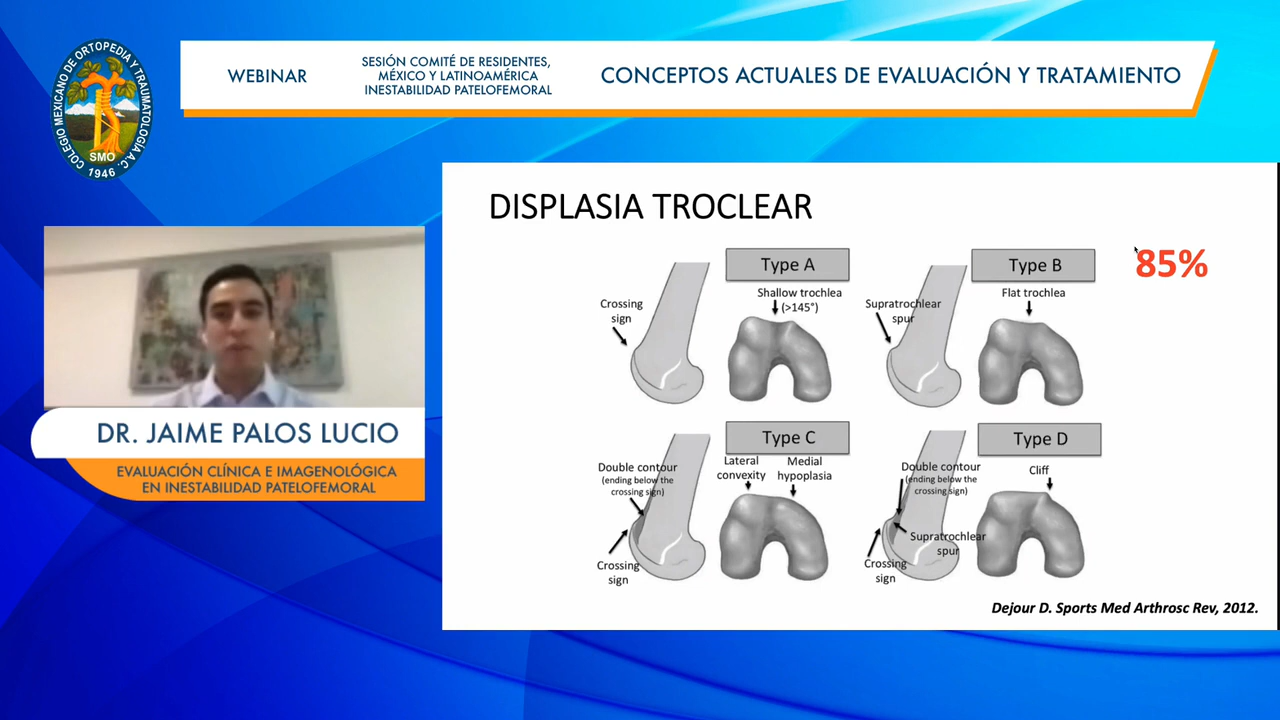 COLEGIO MEXICANO DE ORTOPEDIA Y TRAUMATOLOGIA A.C.
SMO
1946
WEBINAR
SESIÓN COMITÉ DE RESIDENTES,
MÉXICO Y LATINOAMÉRICA
INESTABILIDAD PATELOFEMORAL
CONCEPTOS ACTUALES DE EVALUACIÓN Y TRATAMIENTO
DR. JAIME PALOS LUCIO
EVALUACIÓN CLÍNICA E IMAGENOLÓGICA
EN INESTABILIDAD PATELOFEMORAL
DISPLASIA TROCLEAR
Type A
Crossing
sign
Shallow trochlea
(>145°)
Type B
Supratrochlear
spur
Flat trochlea
85%
Type C
Double contour
(ending below the
crossing sign)
Lateral
convexity
Medial
hypoplasia
Crossing
sign
Type D
Double contour
(ending below the
crossing sign)
Cliff
Supratrochlear
spur
Crossing
sign
Dejour D. Sports Med Arthrosc Rev, 2012.